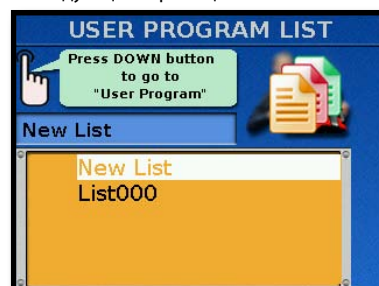 USER PROGRAM LIST
Press DOWN button
to go to
"User Program"
New List
New List
List000